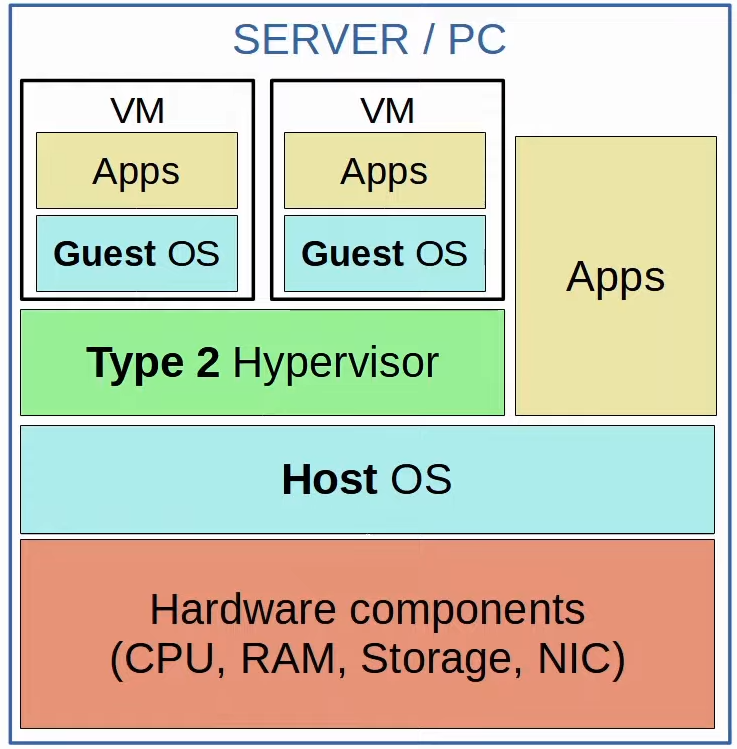 SERVER / PC
VM
Apps
Guest OS
VM
Apps
Guest OS
Apps
Type 2 Hypervisor
Host OS
Hardware components
(CPU, RAM, Storage, NIC)